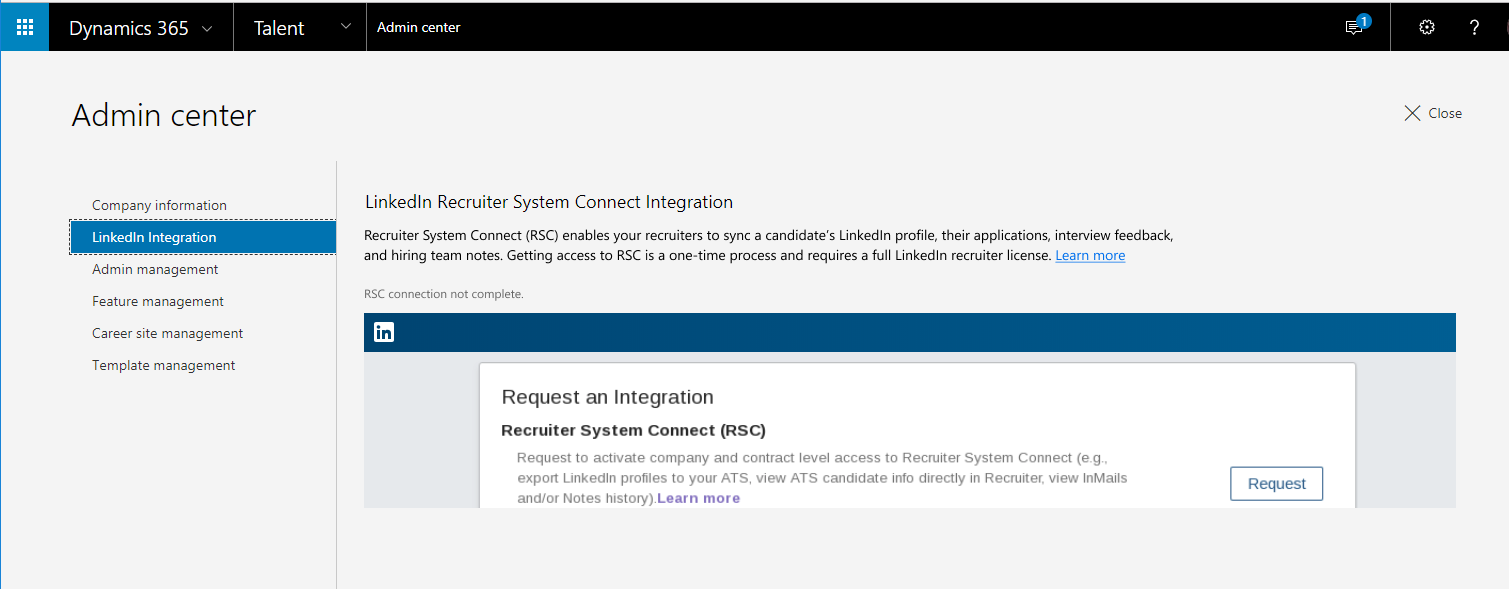 Dynamics 365
Talent
Admin center
1
?
Admin center
Close
Company information
LinkedIn Integration
Admin management
Feature management
Career site management
Template management
LinkedIn Recruiter System Connect Integration
Recruiter System Connect (RSC) enables your recruiters to sync a candidate's LinkedIn profile, their applications, interview feedback,
and hiring team notes. Getting access to RSC is a one-time process and requires a full LinkedIn recruiter license. Learn more
RSC connection not complete.
in
Request an Integration
Recruiter System Connect (RSC)
Request to activate company and contract level access to Recruiter System Connect (e.g.,
export LinkedIn profiles to your ATS, view ATS candidate info directly in Recruiter, view InMails
and/or Notes history).Learn more
Request